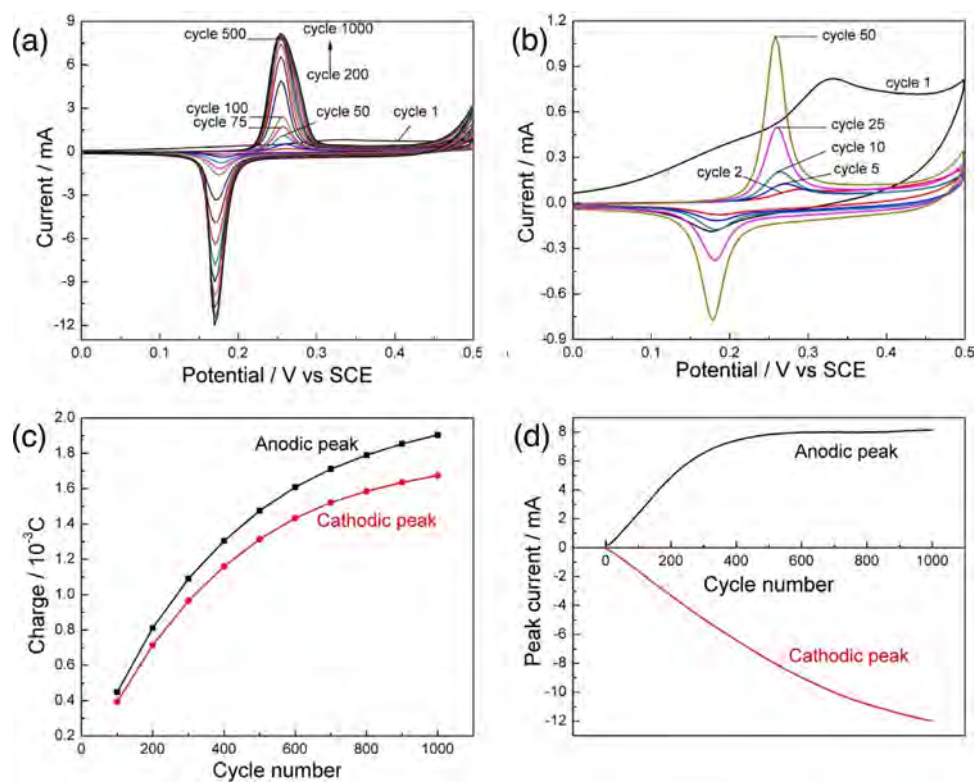 (a)
cycle 500
cycle 1000
cycle 200
cycle 100
cycle 75
cycle 50
cycle 1
9
6
3
0
-3
-6
-9
-12
Current / mA
0.0 0.1 0.2 0.3 0.4 0.5
Potential / V vs SCE
(b)
cycle 50
cycle 1
cycle 25
cycle 10
cycle 2
cycle 5
1.2
0.9
0.6
0.3
0.0
-0.3
-0.6
-0.9
Current / mA
0.0 0.1 0.2 0.3 0.4 0.5
Potential / V vs SCE
(c)
Anodic peak
Cathodic peak
2.0
1.8
1.6
1.4
1.2
1.0
0.8
0.6
0.4
0.2
Charge / 10⁻³C
0 200 400 600 800 1000
Cycle number
(d)
Anodic peak
8
6
4
2
0
-2
-4
-6
-8
-10
-12
Peak current / mA
0 200 400 600 800 1000
Cycle number
Cathodic peak